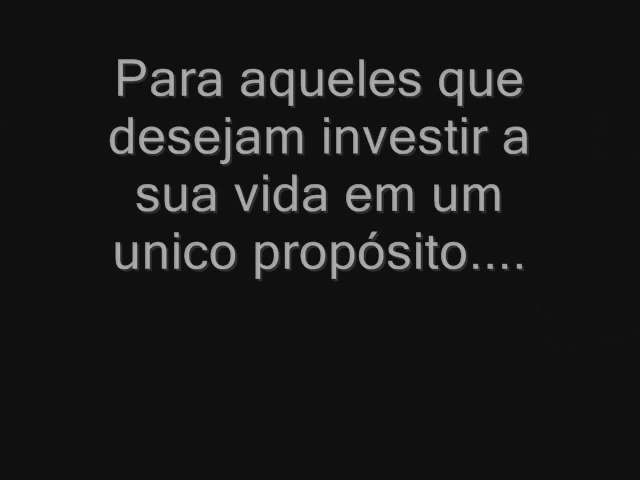 Para aqueles que
desejam investir a
sua vida em um
unico propósito....